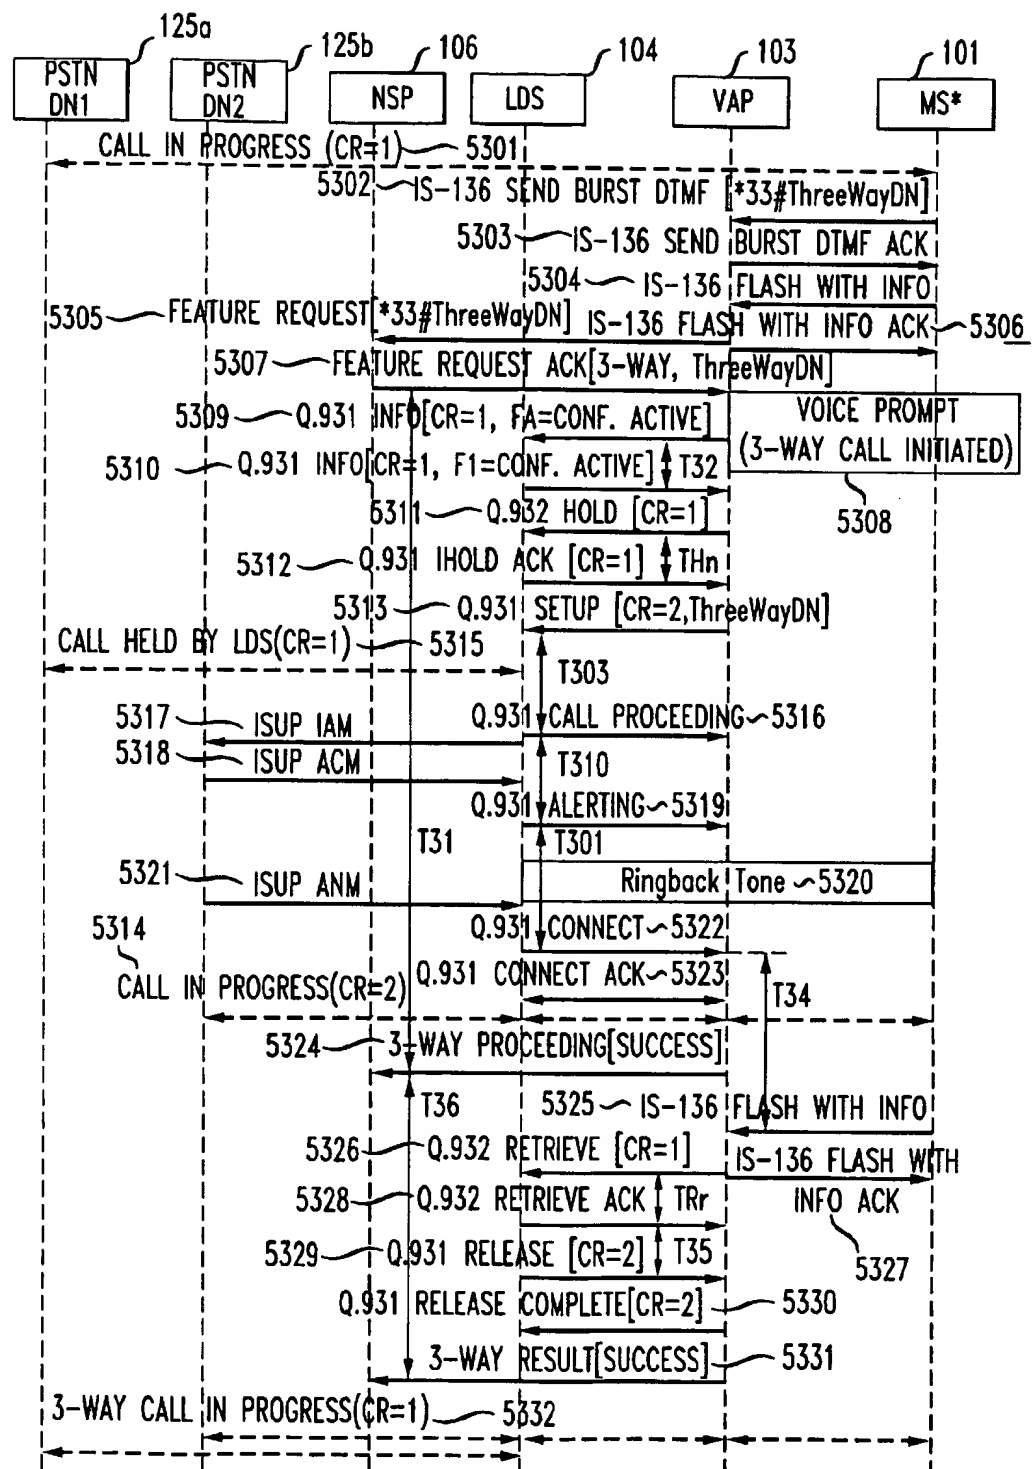 125a
125b
106
104
103
101
PSTN
DN1
PSTN
DN2
NSP
LDS
VAP
MS*
CALL IN PROGRESS (CR=1) 5301
5302 IS-136 SEND BURST DTMF [*33#ThreeWayDN]
5303 IS-136 SEND BURST DTMF ACK
5304 IS-136 FLASH WITH INFO
5305 FEATURE REQUEST[*33#ThreeWayDN]
IS-136 FLASH WITH INFO ACK 5306
5307 FEATURE REQUEST ACK[3-WAY, ThreeWayDN]
5309 Q.931 INFO[CR=1, FA=CONF. ACTIVE]
VOICE PROMPT
(3-WAY CALL INITIATED)
5310 Q.931 INFO[CR=1, F1=CONF. ACTIVE] T32
5308
5311 Q.932 HOLD [CR=1]
5312 Q.931 IHOLD ACK [CR=1] THn
5313 Q.931 SETUP [CR=2,ThreeWayDN]
CALL HELD BY LDS(CR=1) 5315
T303
5317 ISUP IAM
Q.931 CALL PROCEEDING 5316
5318 ISUP ACM
T310
Q.931 ALERTING 5319
T31
T301
5321 ISUP ANM
Ringback Tone 5320
5314
Q.931 CONNECT 5322
Q.931 CONNECT ACK 5323
CALL IN PROGRESS(CR=2)
T34
5324 3-WAY PROCEEDING[SUCCESS]
T36
5325 IS-136 FLASH WITH INFO
5326 Q.932 RETRIEVE [CR=1]
IS-136 FLASH WITH
INFO ACK
5328 Q.932 RETRIEVE ACK TRr
5327
5329 Q.931 RELEASE [CR=2] T35
Q.931 RELEASE COMPLETE[CR=2] 5330
3-WAY RESULT[SUCCESS] 5331
3-WAY CALL IN PROGRESS(CR=1) 5332